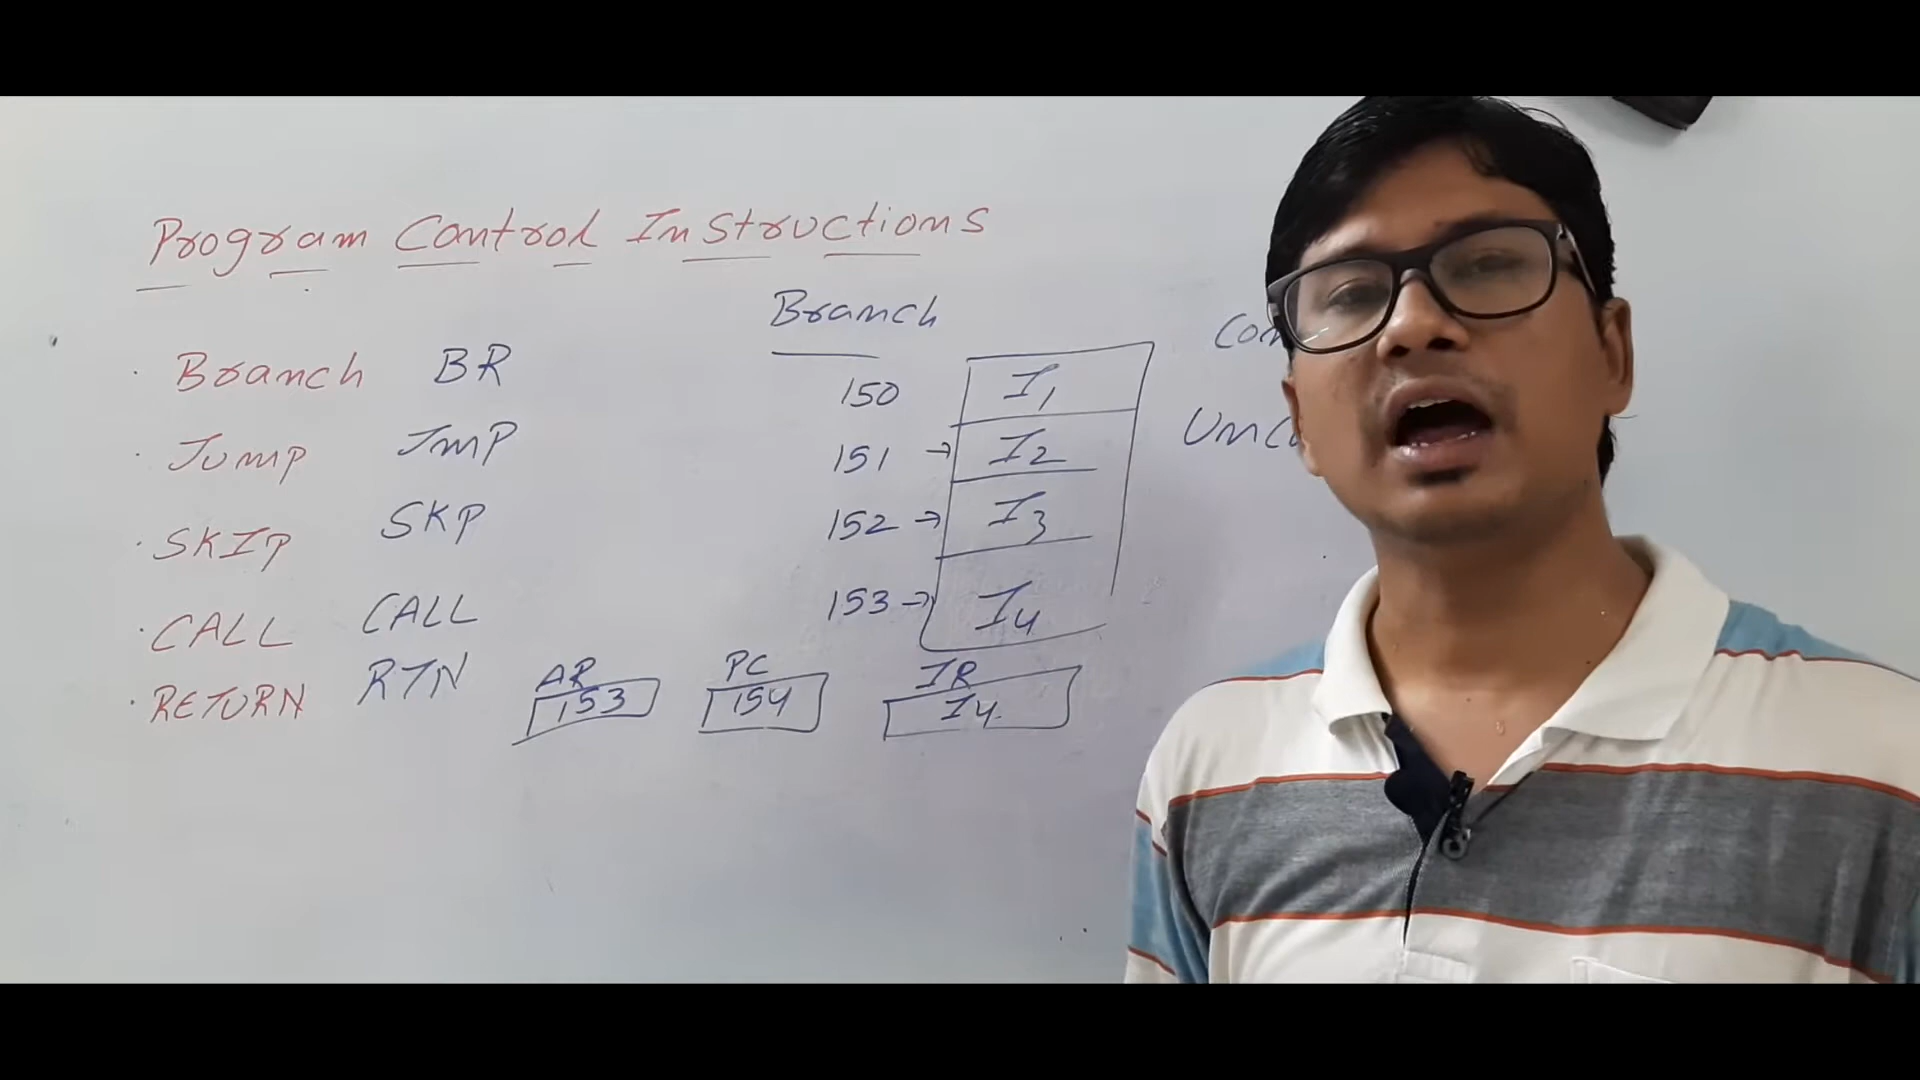 Program Control Instructions
Branch BR
Jump JMP
SKIP SKP
CALL CALL
RETURN RTN
Branch
150 I1
151 → I2
152 → I3
153 → I4
AR PC IR
153 154 I4